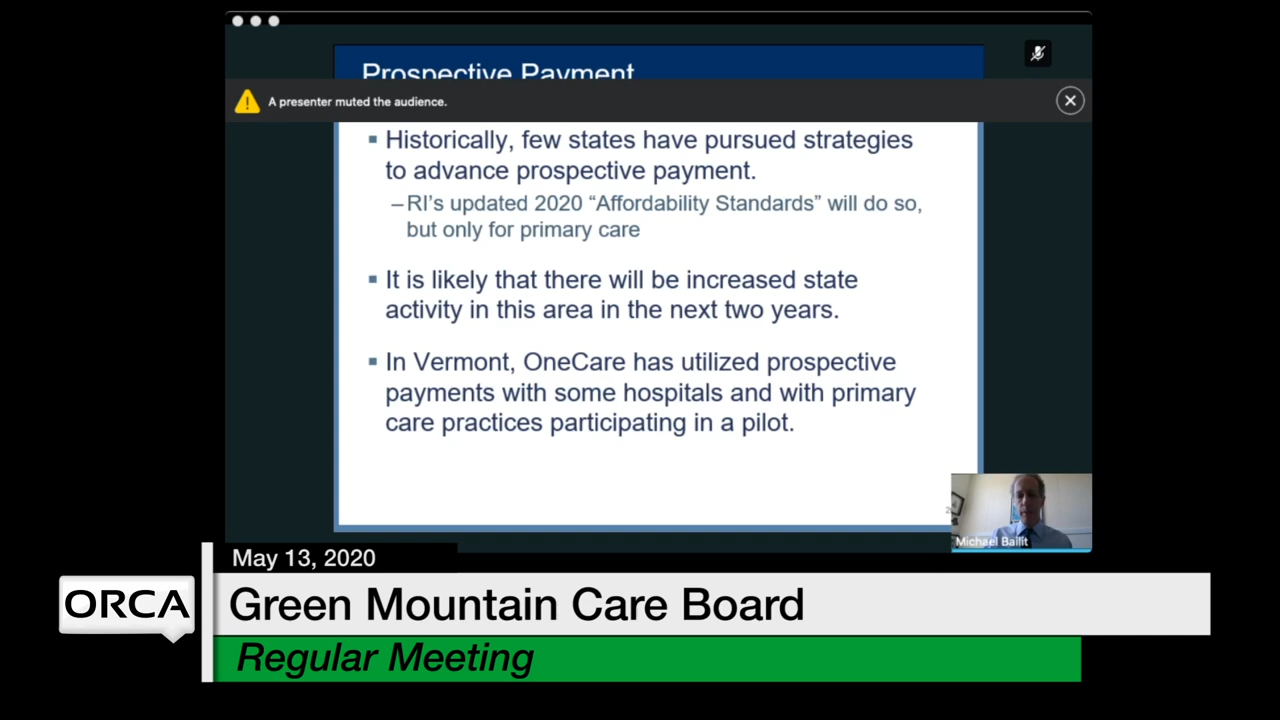 Prospective Payment
A presenter muted the audience.
▪ Historically, few states have pursued strategies
to advance prospective payment.
–RI's updated 2020 “Affordability Standards” will do so,
but only for primary care
▪ It is likely that there will be increased state
activity in this area in the next two years.
▪ In Vermont, OneCare has utilized prospective
payments with some hospitals and with primary
care practices participating in a pilot.
Michael Bailit
May 13, 2020
ORCA
Green Mountain Care Board
Regular Meeting